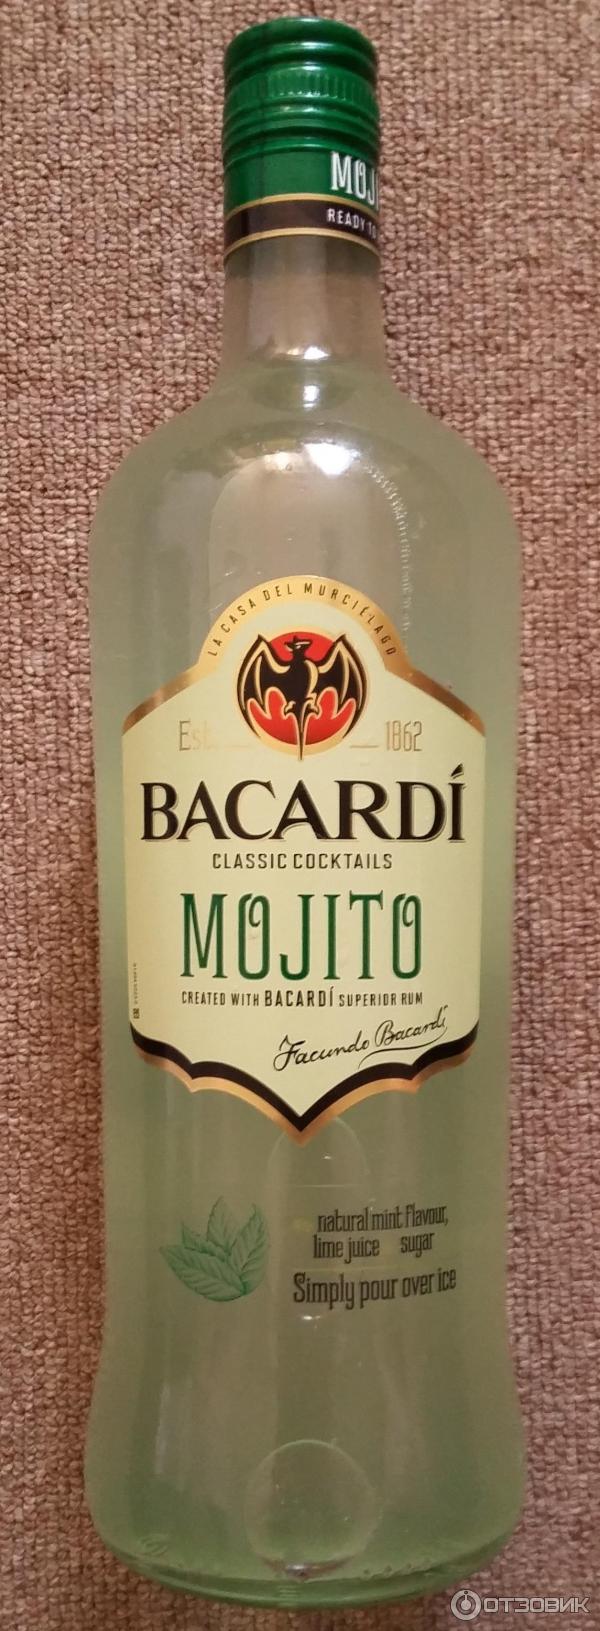 MOJI
READY TO
LA CASA DEL MURCIÉLAGO
Est. 1862
BACARDÍ
CLASSIC COCKTAILS
MOJITO
CREATED WITH BACARDÍ SUPERIOR RUM
Facundo Bacardí
natural mint flavour,
lime juice sugar
Simply pour over ice
ОТЗОВИК